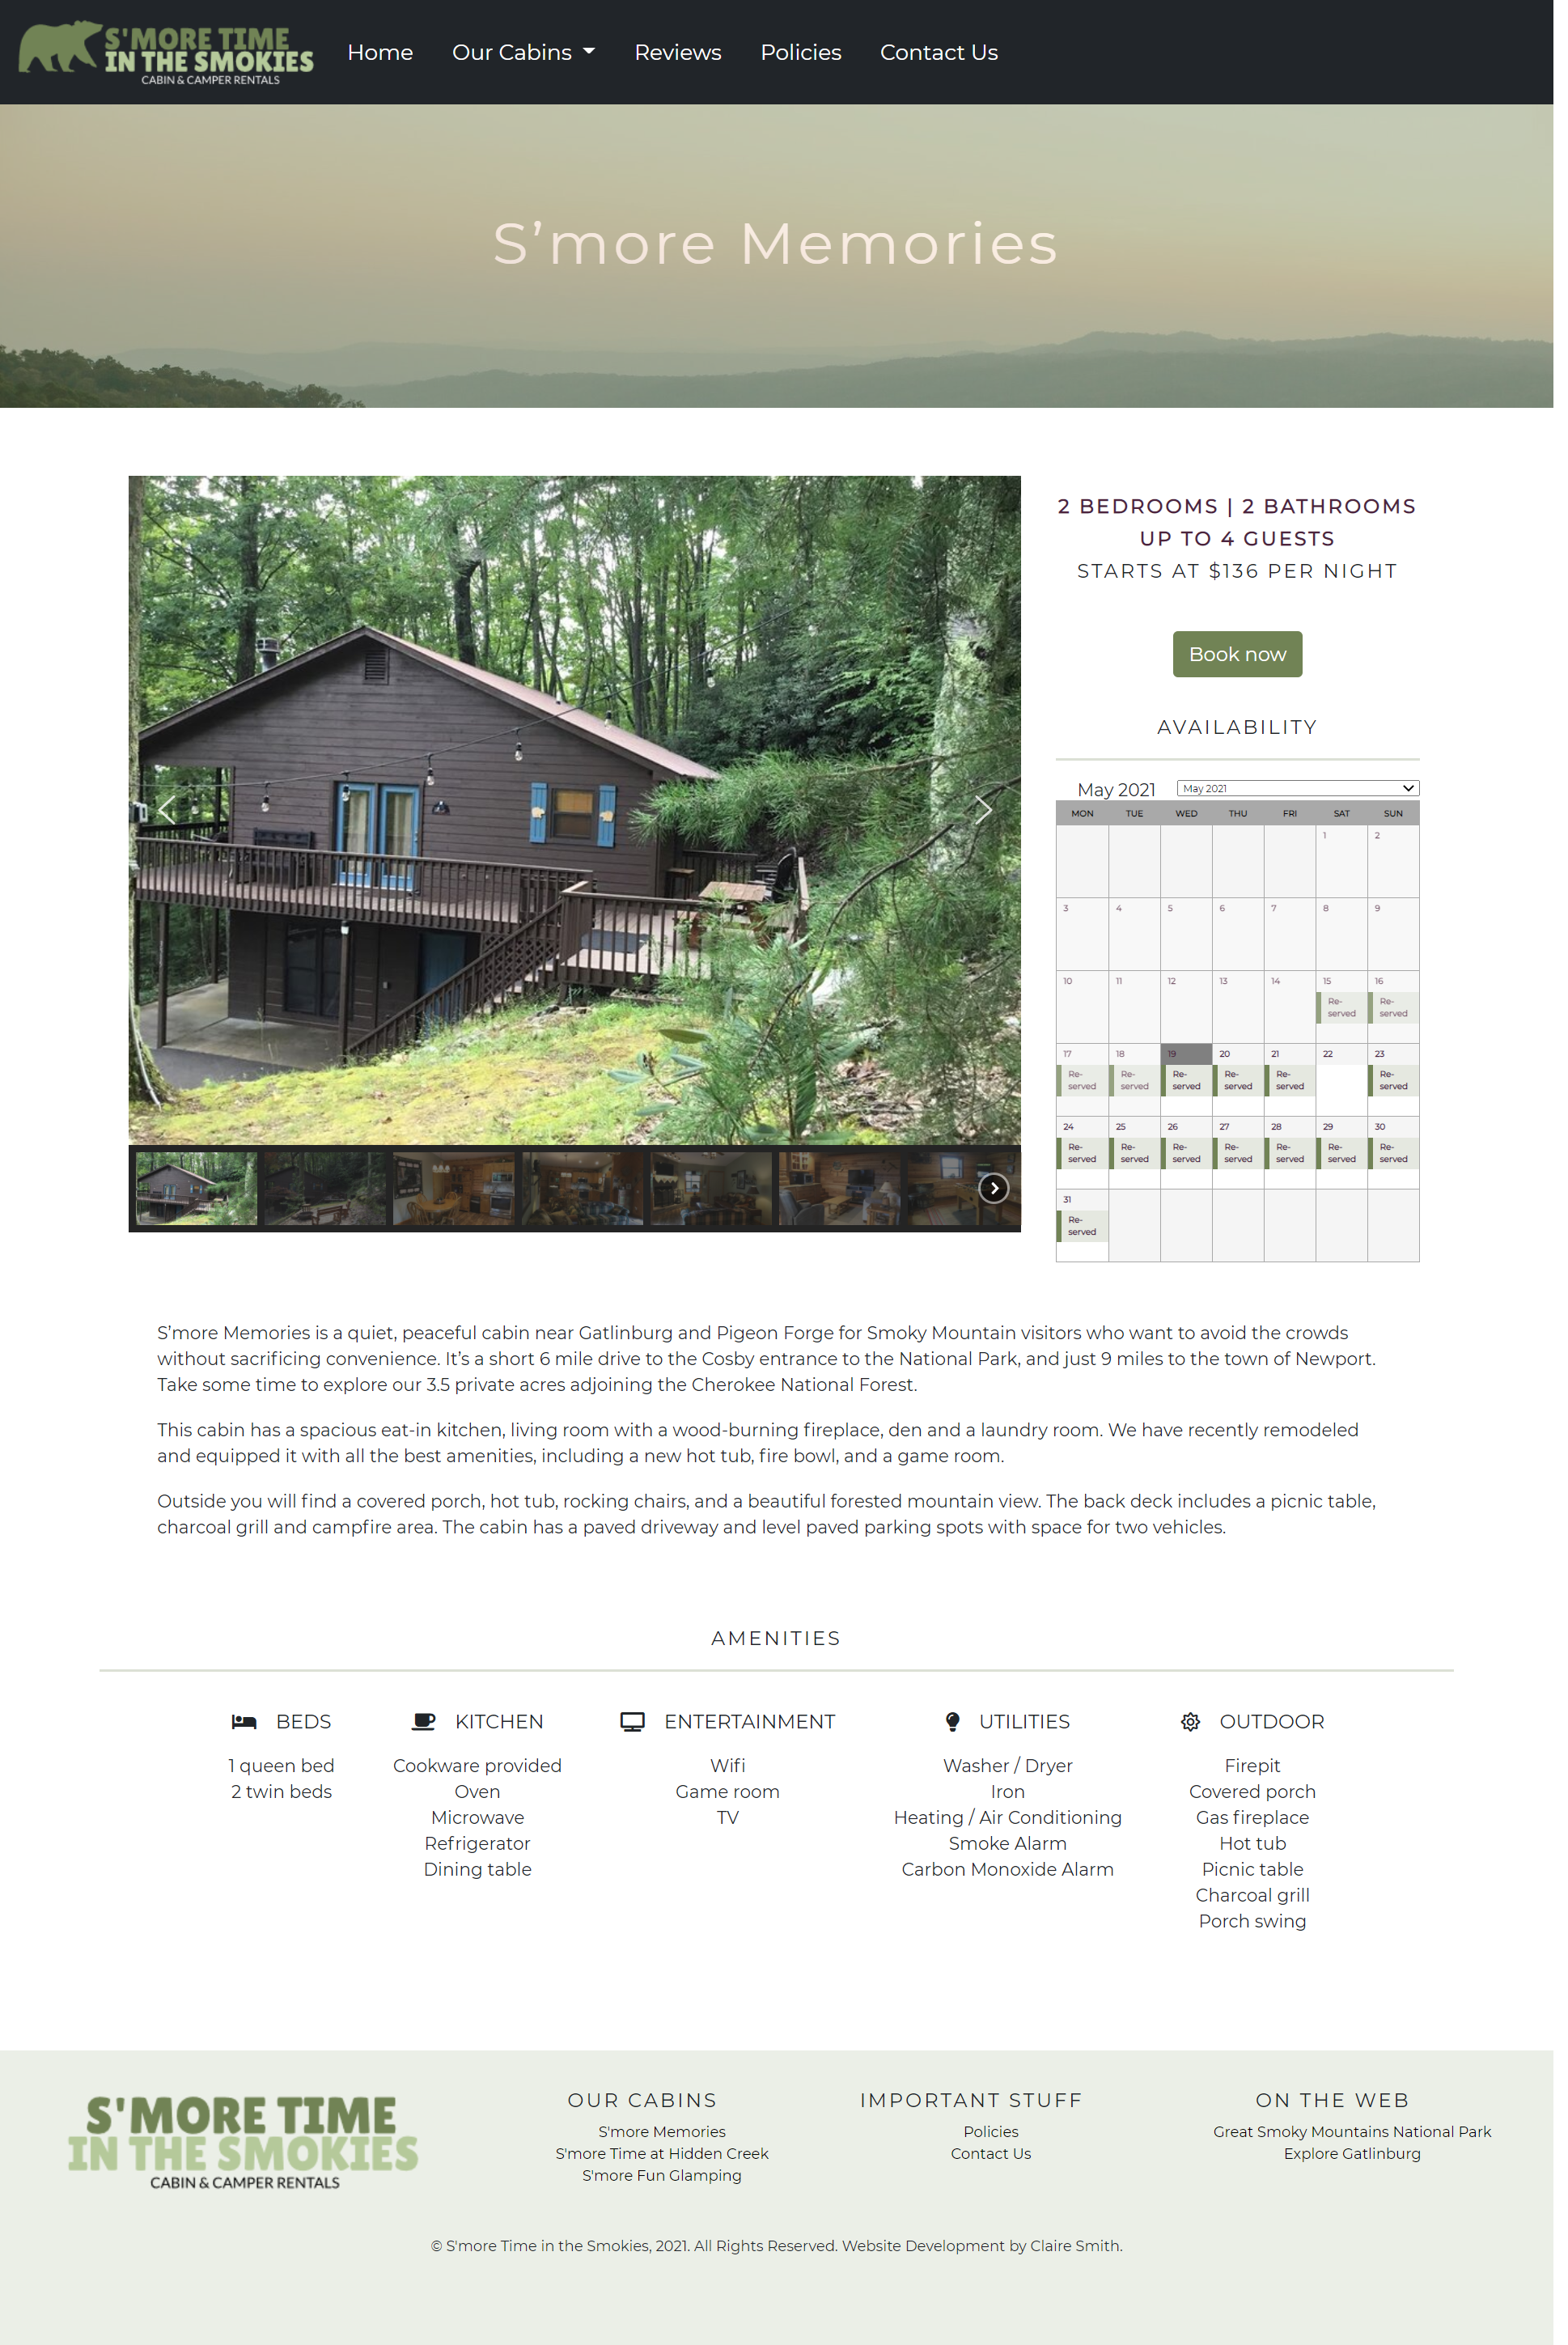 S'MORE TIME
IN THE SMOKIES
CABIN & CAMPER RENTALS
Home
Our Cabins
Reviews
Policies
Contact Us
S’more Memories
2 BEDROOMS | 2 BATHROOMS
UP TO 4 GUESTS
STARTS AT $136 PER NIGHT
Book now
AVAILABILITY
May 2021
May 2021
MON TUE WED THU FRI SAT SUN
1 2
3 4 5 6 7 8 9
10 11 12 13 14 15 16
Re- Re-
served served
17 18 19 20 21 22 23
Re- Re- Re- Re- Re- Re-
served served served served served served
24 25 26 27 28 29 30
Re- Re- Re- Re- Re- Re- Re-
served served served served served served served
31
Re-
served
S’more Memories is a quiet, peaceful cabin near Gatlinburg and Pigeon Forge for Smoky Mountain visitors who want to avoid the crowds
without sacrificing convenience. It’s a short 6 mile drive to the Cosby entrance to the National Park, and just 9 miles to the town of Newport.
Take some time to explore our 3.5 private acres adjoining the Cherokee National Forest.
This cabin has a spacious eat-in kitchen, living room with a wood-burning fireplace, den and a laundry room. We have recently remodeled
and equipped it with all the best amenities, including a new hot tub, fire bowl, and a game room.
Outside you will find a covered porch, hot tub, rocking chairs, and a beautiful forested mountain view. The back deck includes a picnic table,
charcoal grill and campfire area. The cabin has a paved driveway and level paved parking spots with space for two vehicles.
AMENITIES
BEDS
1 queen bed
2 twin beds
KITCHEN
Cookware provided
Oven
Microwave
Refrigerator
Dining table
ENTERTAINMENT
Wifi
Game room
TV
UTILITIES
Washer / Dryer
Iron
Heating / Air Conditioning
Smoke Alarm
Carbon Monoxide Alarm
OUTDOOR
Firepit
Covered porch
Gas fireplace
Hot tub
Picnic table
Charcoal grill
Porch swing
S'MORE TIME
IN THE SMOKIES
CABIN & CAMPER RENTALS
OUR CABINS
S'more Memories
S'more Time at Hidden Creek
S'more Fun Glamping
IMPORTANT STUFF
Policies
Contact Us
ON THE WEB
Great Smoky Mountains National Park
Explore Gatlinburg
© S'more Time in the Smokies, 2021. All Rights Reserved. Website Development by Claire Smith.